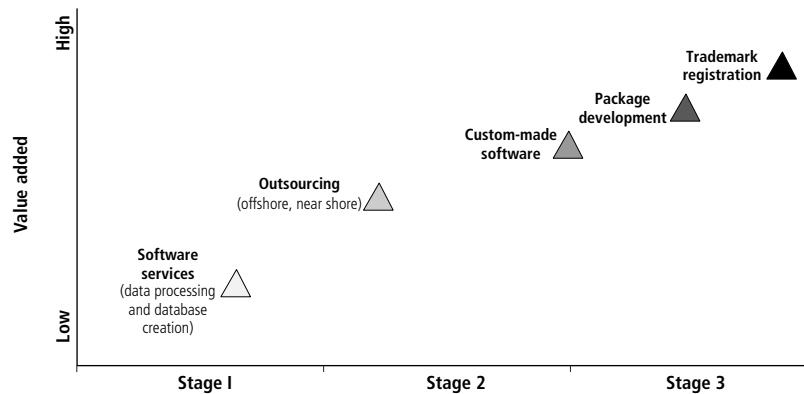 High
Value added
Low
Trademark
registration
Package
development
Custom-made
software
Outsourcing
(offshore, near shore)
Software
services
(data processing
and database
creation)
Stage I
Stage 2
Stage 3